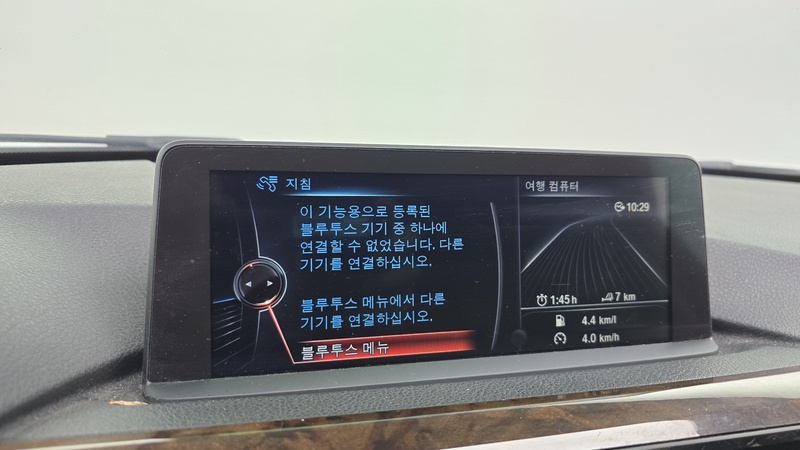 지침
이 기능용으로 등록된
블루투스 기기 중 하나에
연결할 수 없었습니다. 다른
기기를 연결하십시오.
블루투스 메뉴에서 다른
기기를 연결하십시오.
블루투스 메뉴
여행 컴퓨터
10:29
1:45 h
7 km
4.4 km/l
4.0 km/h